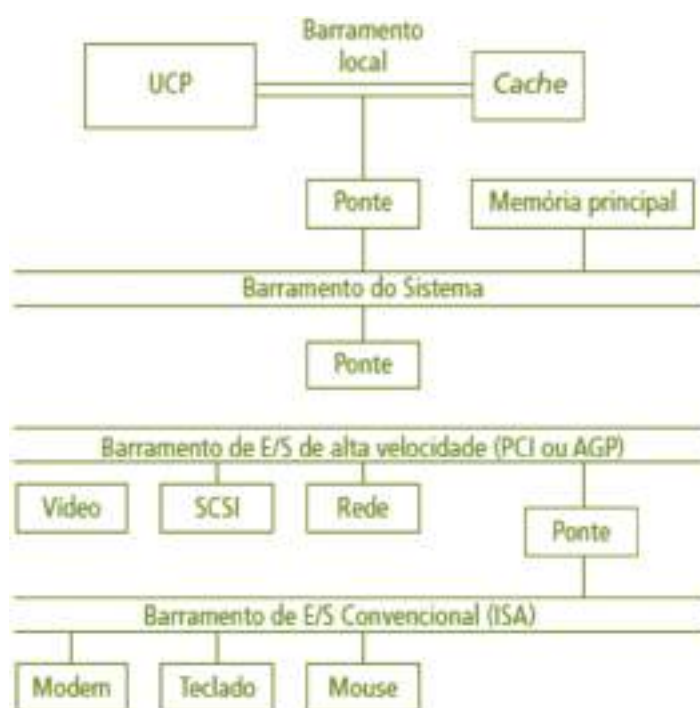 Barramento
local
UCP
Cache
Ponte
Memória principal
Barramento do Sistema
Ponte
Barramento de E/S de alta velocidade (PCI ou AGP)
Vídeo
SCSI
Rede
Ponte
Barramento de E/S Convencional (ISA)
Modem
Teclado
Mouse